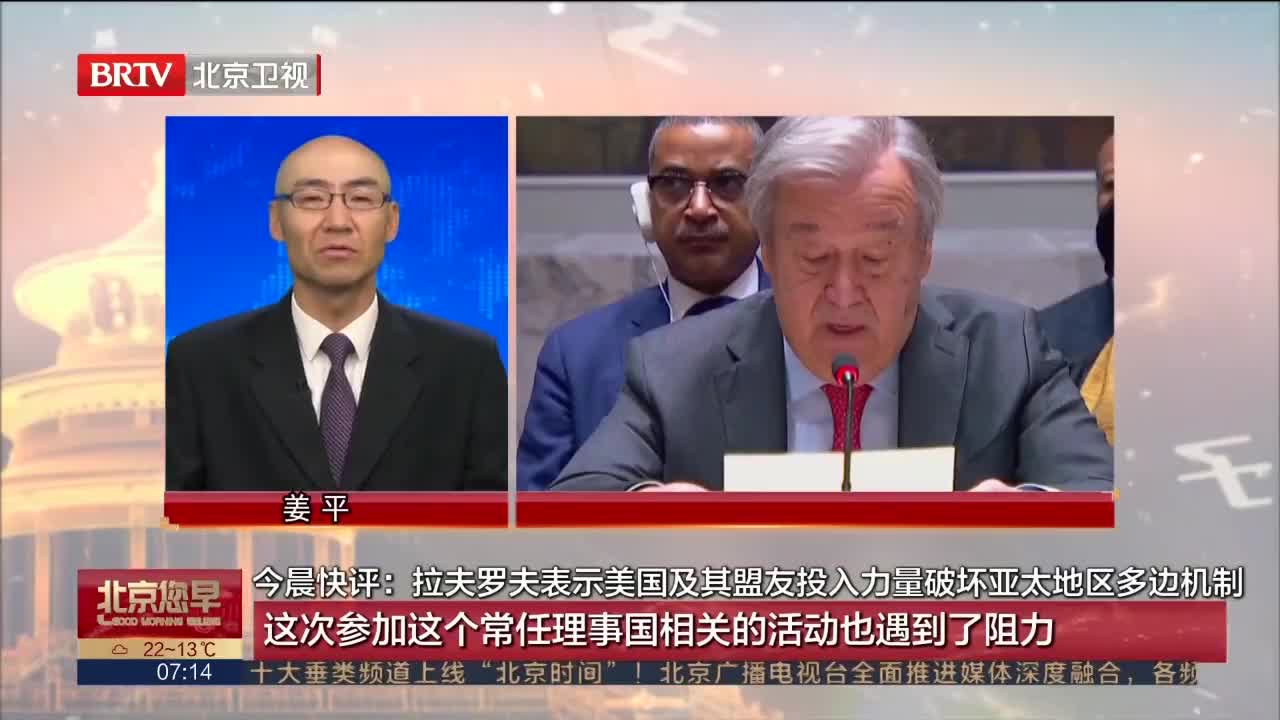 BRTV 北京卫视
姜平
今晨快评：拉夫罗夫表示美国及其盟友投入力量破坏亚太地区多边机制
北京您早
GOOD MORNING BEIJING
这次参加这个常任理事国相关的活动也遇到了阻力
22~13℃
07:14
十大垂类频道上线“北京时间”！北京广播电视台全面推进媒体深度融合，各频